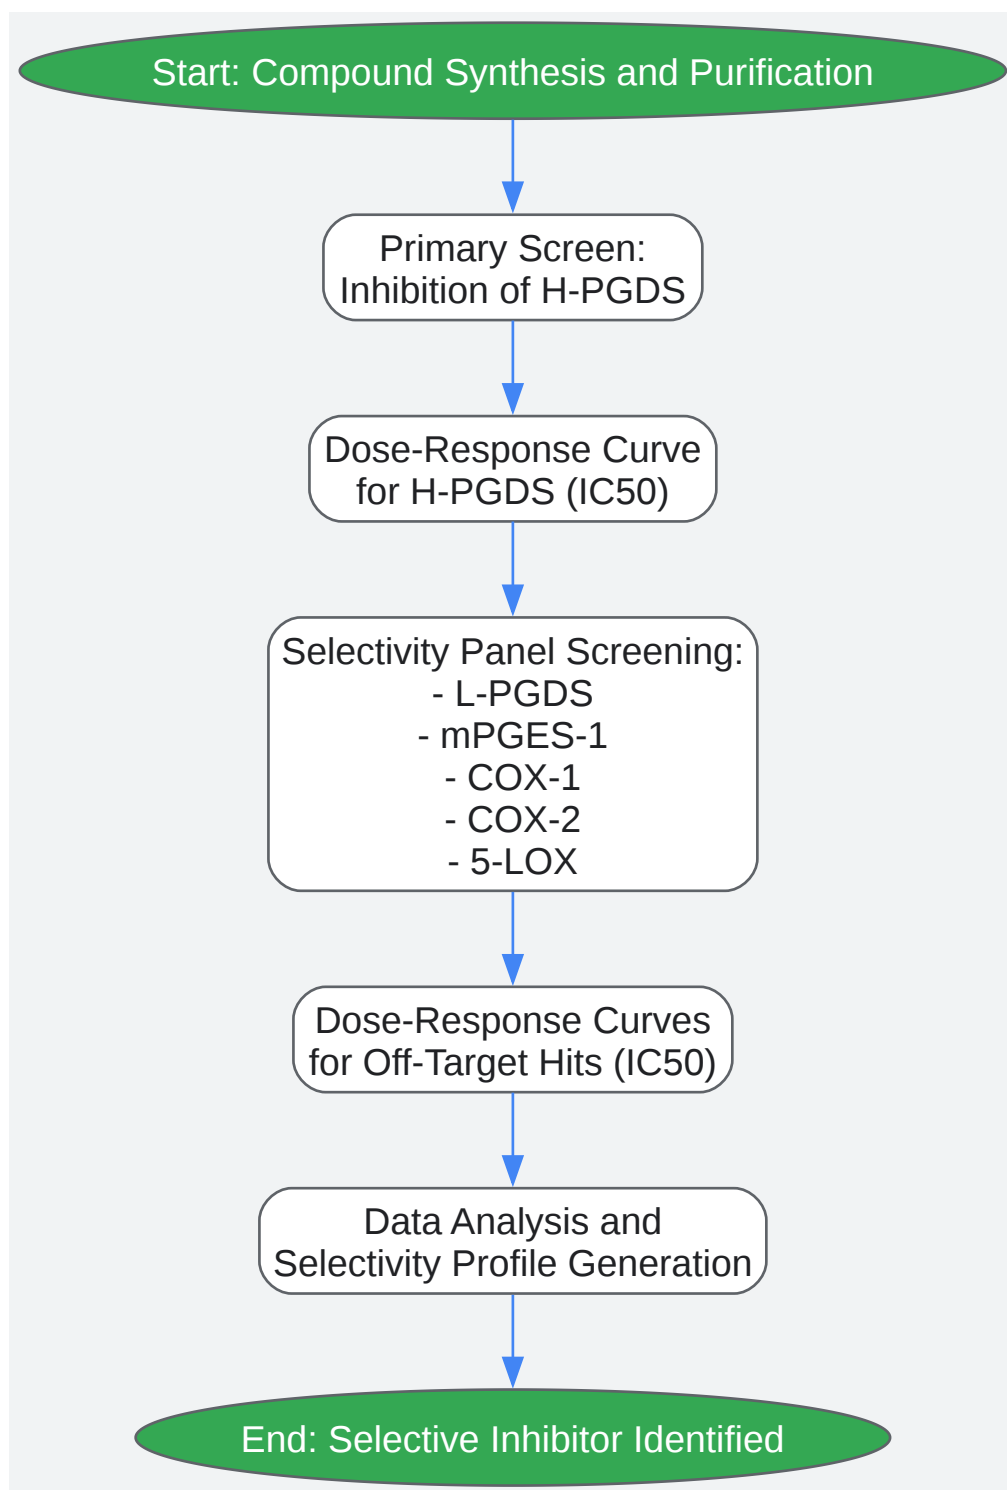 Start: Compound Synthesis and Purification
Primary Screen:
Inhibition of H-PGDS
Dose-Response Curve
for H-PGDS (IC50)
Selectivity Panel Screening:
- L-PGDS
- mPGES-1
- COX-1
- COX-2
- 5-LOX
Dose-Response Curves
for Off-Target Hits (IC50)
Data Analysis and
Selectivity Profile Generation
End: Selective Inhibitor Identified